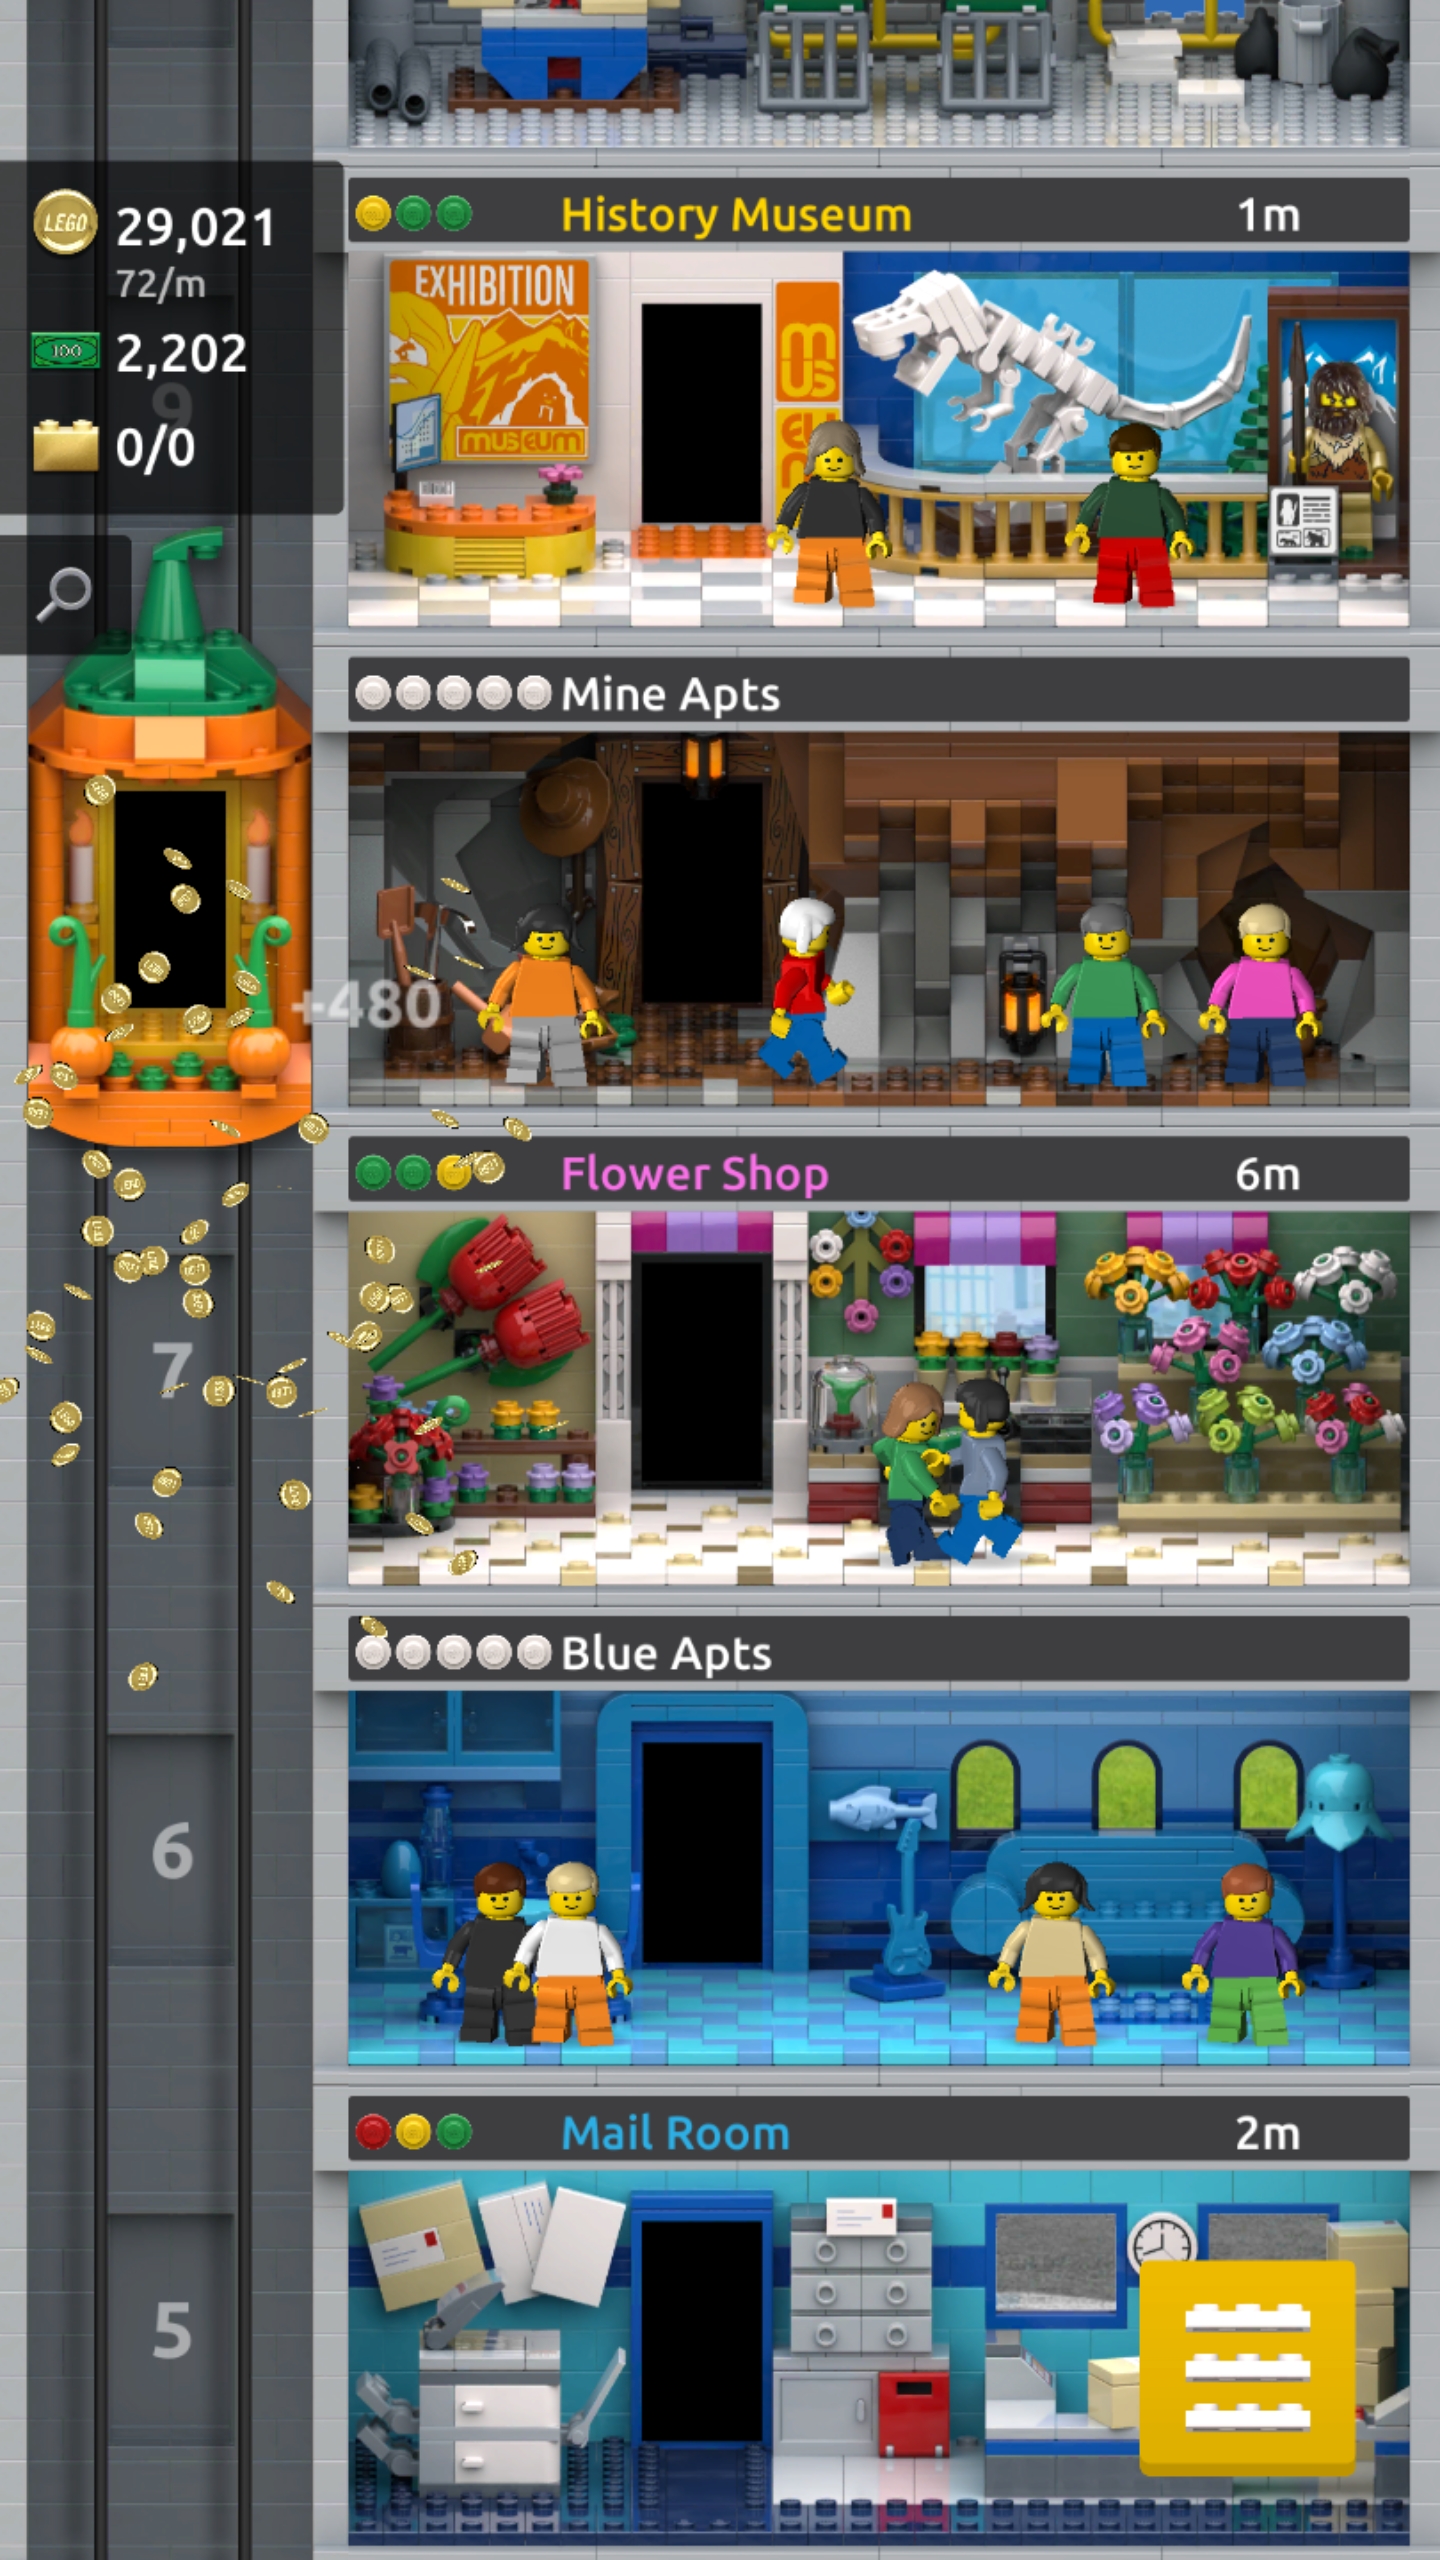 LEGO 29,021
72/m
100 2,202
9
0/0
History Museum 1m
EXHIBITION
museum
mus
Mine Apts
+480
Flower Shop 6m
7
Blue Apts
6
Mail Room 2m
5